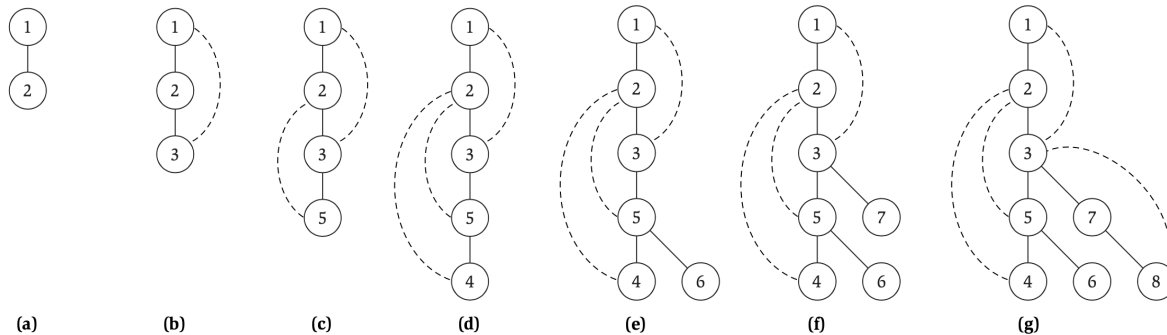 1 1 1 1 1 1 1
2 2 2 2 2 2 2
3 3 3 3 3 3
5 5 5 5 7 5 7
4 4 6 4 6 4 6 8
(a) (b) (c) (d) (e) (f) (g)